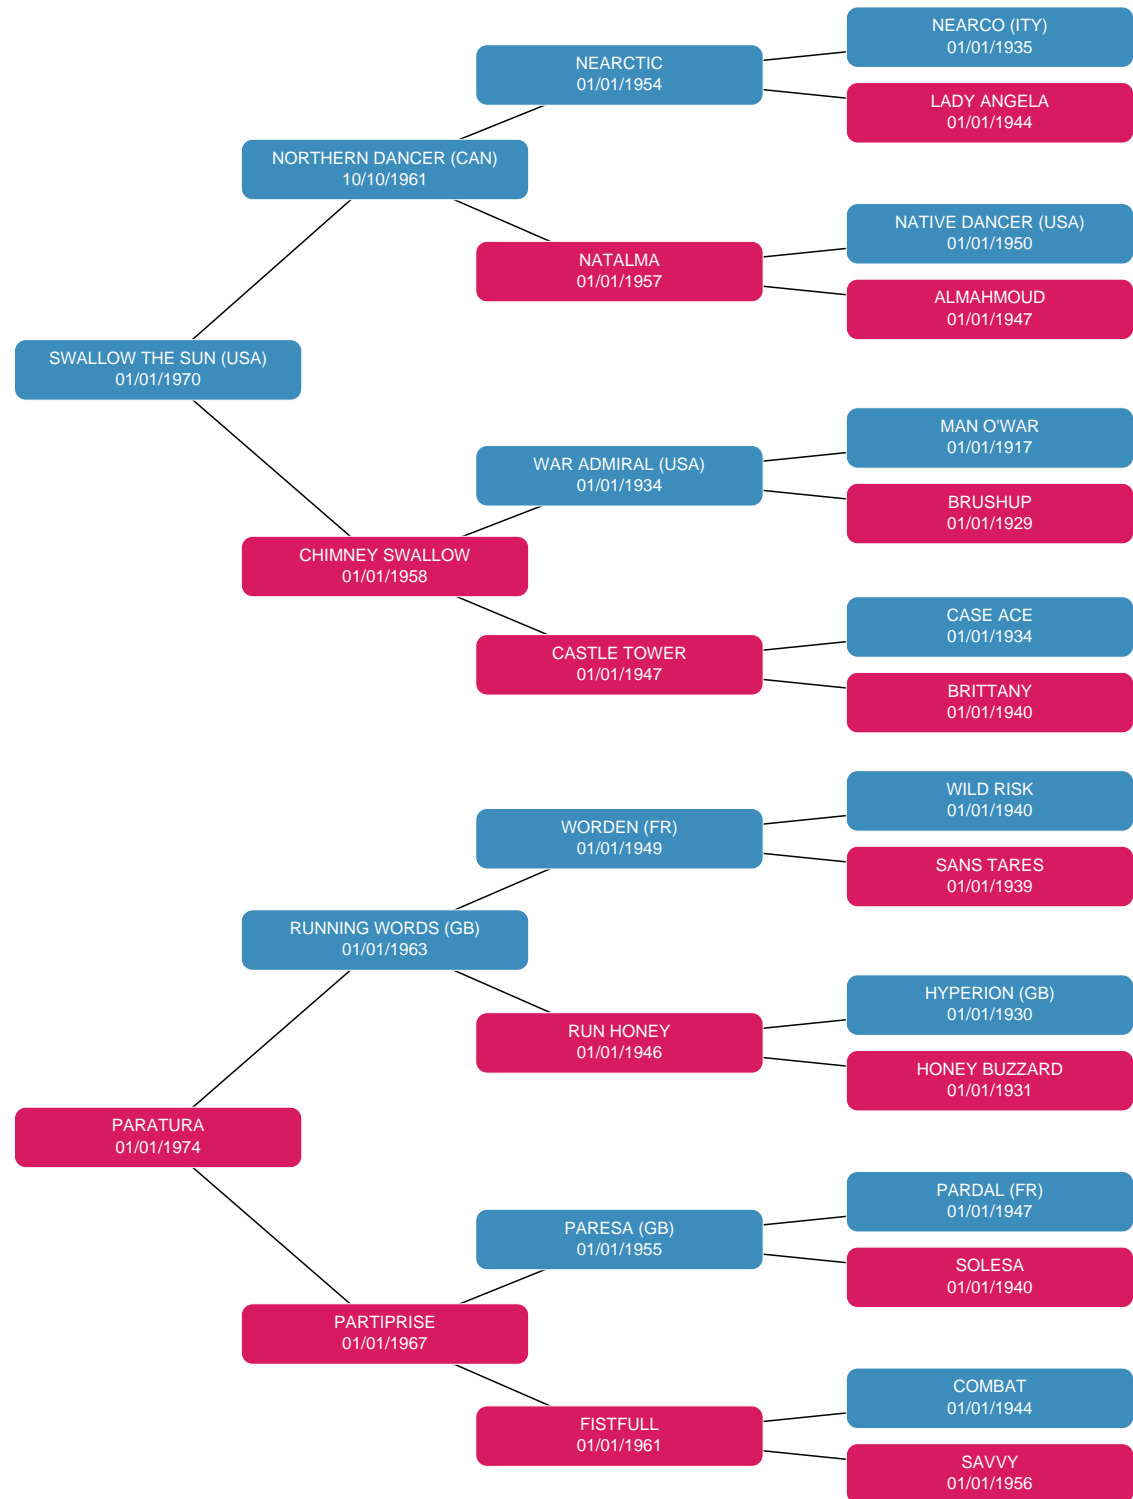 NEARCO (ITY)
01/01/1935
NEARCTIC
01/01/1954
LADY ANGELA
01/01/1944
NORTHERN DANCER (CAN)
10/10/1961
NATIVE DANCER (USA)
01/01/1950
NATALMA
01/01/1957
ALMAHMOUD
01/01/1947
SWALLOW THE SUN (USA)
01/01/1970
MAN O'WAR
01/01/1917
WAR ADMIRAL (USA)
01/01/1934
BRUSHUP
01/01/1929
CHIMNEY SWALLOW
01/01/1958
CASE ACE
01/01/1934
CASTLE TOWER
01/01/1947
BRITTANY
01/01/1940
WILD RISK
01/01/1940
WORDEN (FR)
01/01/1949
SANS TARES
01/01/1939
RUNNING WORDS (GB)
01/01/1963
HYPERION (GB)
01/01/1930
RUN HONEY
01/01/1946
HONEY BUZZARD
01/01/1931
PARATURA
01/01/1974
PARDAL (FR)
01/01/1947
PARESA (GB)
01/01/1955
SOLESA
01/01/1940
PARTIPRISE
01/01/1967
COMBAT
01/01/1944
FISTFULL
01/01/1961
SAVVY
01/01/1956